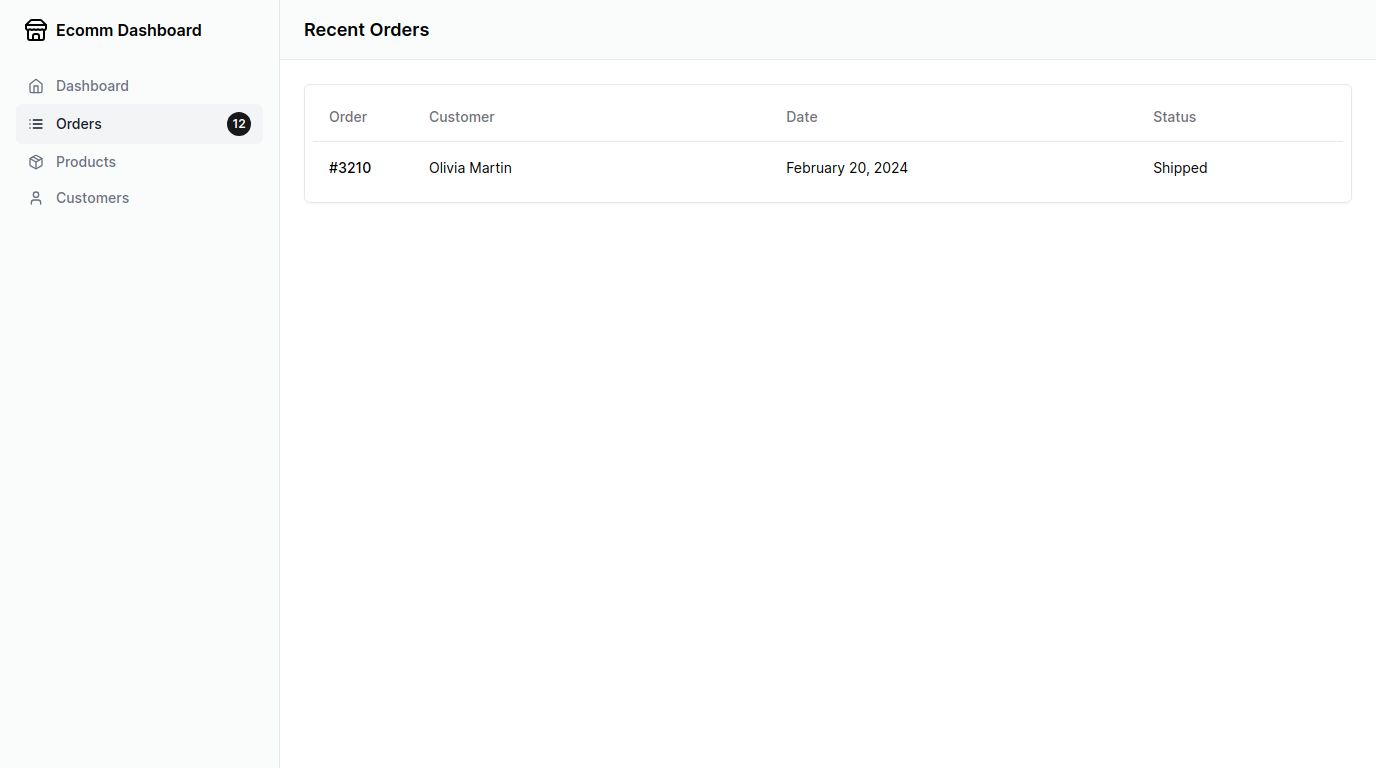 Ecomm Dashboard
Dashboard
Orders 12
Products
Customers
Recent Orders
Order Customer Date Status
#3210 Olivia Martin February 20, 2024 Shipped